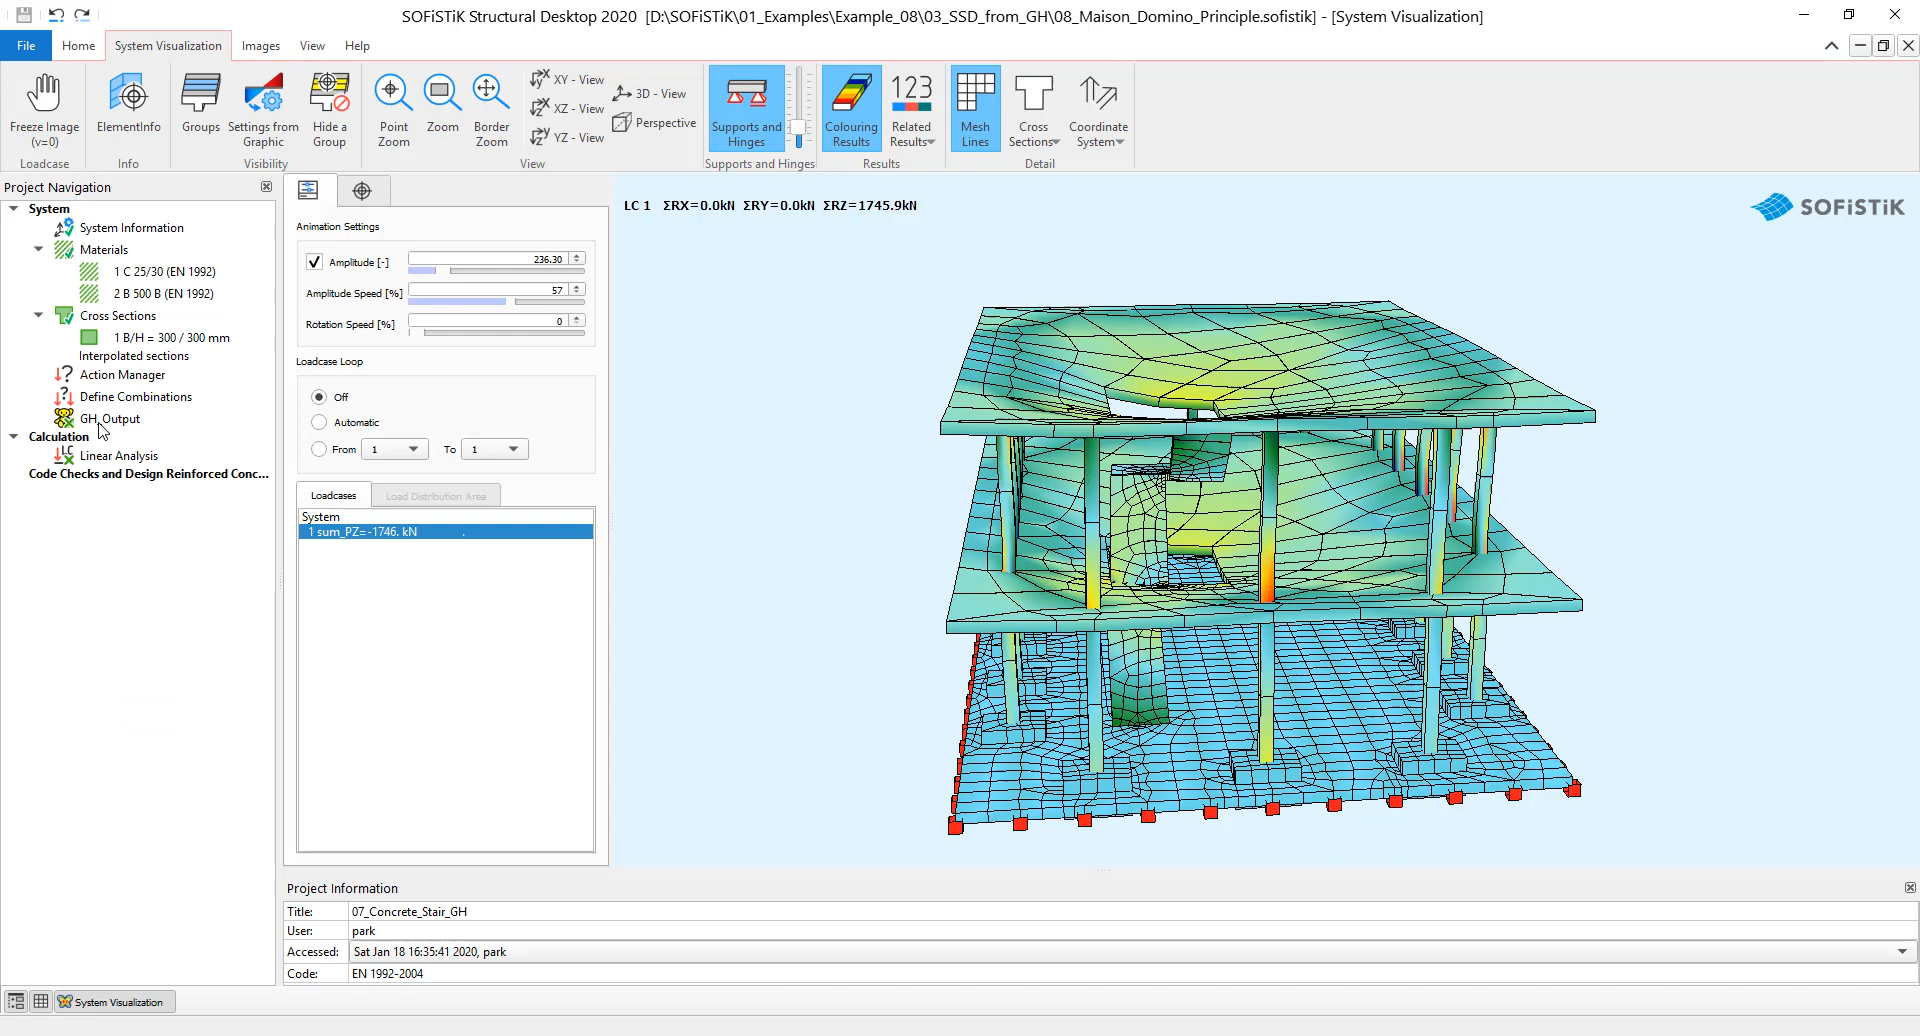 SOFiSTiK Structural Desktop 2020 [D:\SOFiSTiK\01_Examples\Example_08\03_SSD_from_GH\08_Maison_Domino_Principle.sofistik] - [System Visualization]
File Home System Visualization Images View Help
Freeze Image (v=0)
Loadcase
ElementInfo
Info
Groups
Settings from Graphic
Hide a Group
Visibility
Point Zoom
Zoom
Border Zoom
XY - View
XZ - View
YZ - View
3D - View
Perspective
View
Supports and Hinges
Supports and Hinges
Colouring Results
123
Related Results
Results
Mesh Lines
Cross Sections
Coordinate System
Detail
Project Navigation
System
System Information
Materials
1 C 25/30 (EN 1992)
2 B 500 B (EN 1992)
Cross Sections
1 B/H = 300 / 300 mm
Interpolated sections
Action Manager
Define Combinations
GH_Output
Calculation
Linear Analysis
Code Checks and Design Reinforced Conc...
Animation Settings
Amplitude [-] 236.30
Amplitude Speed [%] 57
Rotation Speed [%] 0
Loadcase Loop
Off
Automatic
From 1 To 1
Loadcases Load Distribution Area
System
1 sum_PZ=-1746. kN .
LC 1 ΣRX=0.0kN ΣRY=0.0kN ΣRZ=1745.9kN
SOFiSTiK
Project Information
Title: 07_Concrete_Stair_GH
User: park
Accessed: Sat Jan 18 16:35:41 2020, park
Code: EN 1992-2004
System Visualization